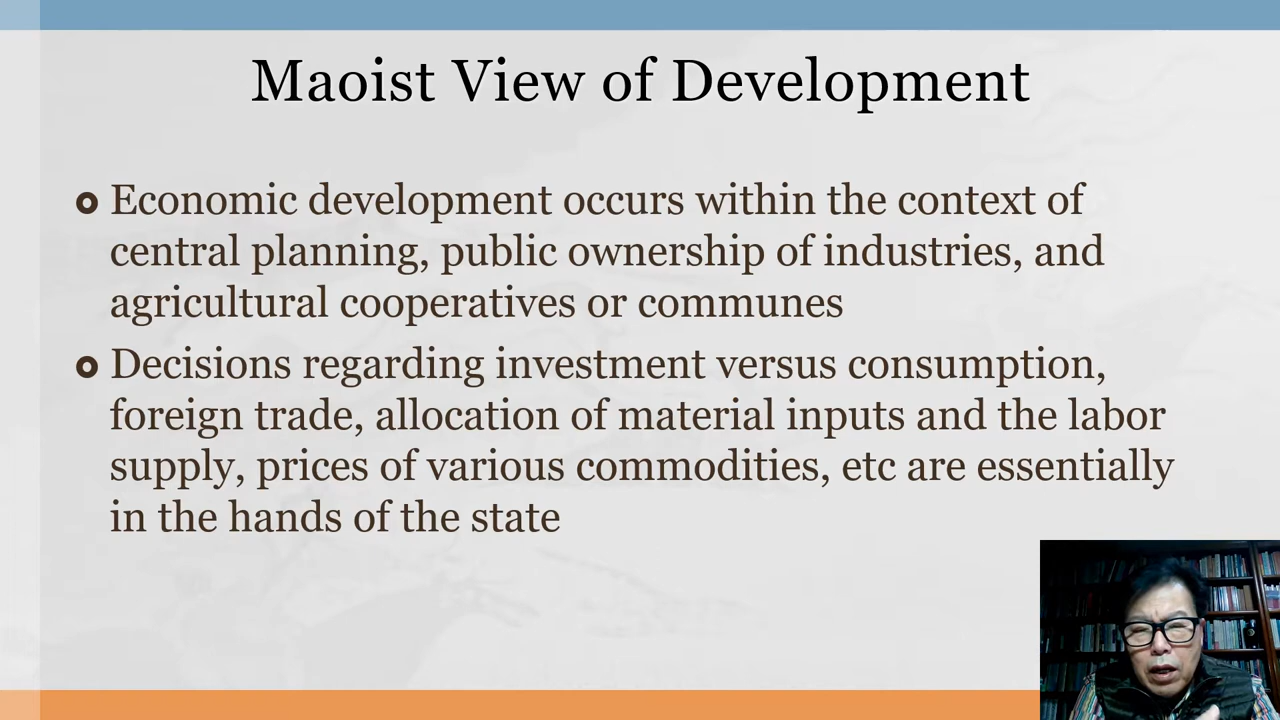 Maoist View of Development
Economic development occurs within the context of
central planning, public ownership of industries, and
agricultural cooperatives or communes
Decisions regarding investment versus consumption,
foreign trade, allocation of material inputs and the labor
supply, prices of various commodities, etc are essentially
in the hands of the state